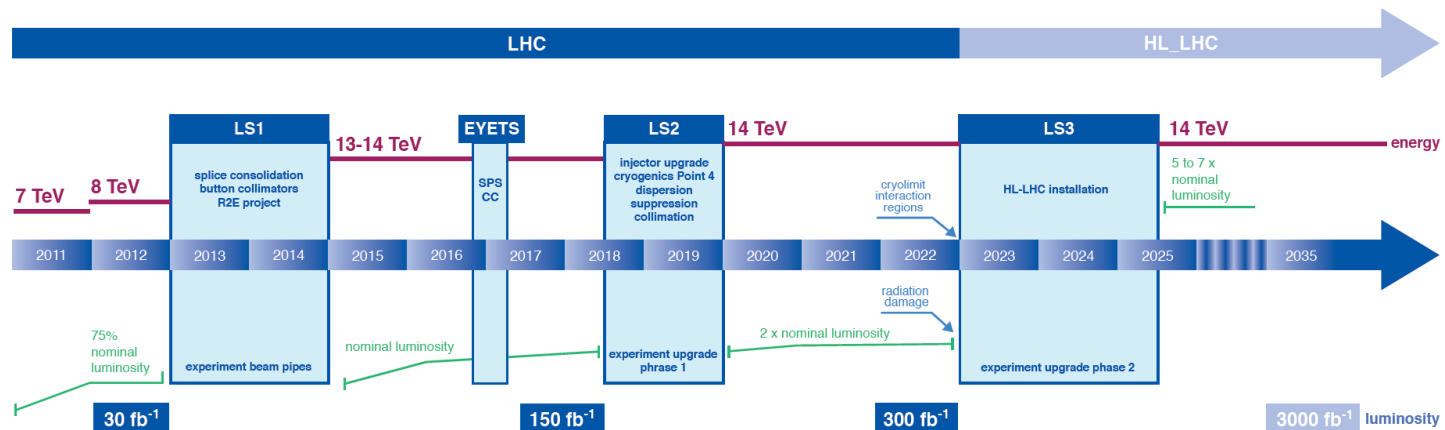 LHC
HL_LHC
LS1
EYETS
LS2
14 TeV
LS3
14 TeV
energy
13-14 TeV
7 TeV
8 TeV
splice consolidation
button collimators
R2E project
SPS
CC
injector upgrade
cryogenics Point 4
dispersion
suppression
collimation
cryolimit
interaction
regions
HL-LHC installation
5 to 7 x
nominal
luminosity
2011
2012
2013
2014
2015
2016
2017
2018
2019
2020
2021
2022
2023
2024
2025
2035
75%
nominal
luminosity
experiment beam pipes
nominal luminosity
experiment upgrade
phrase 1
2 x nominal luminosity
radiation
damage
experiment upgrade phase 2
30 fb⁻¹
150 fb⁻¹
300 fb⁻¹
3000 fb⁻¹
luminosity